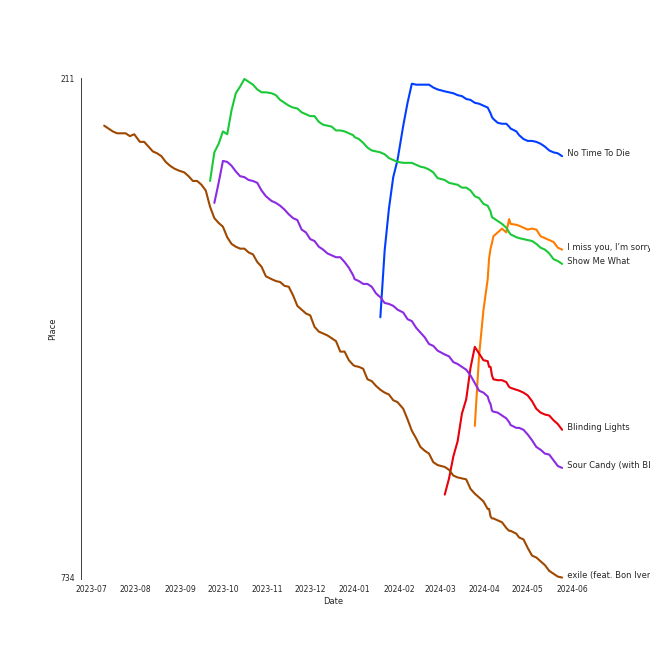 211
No Time To Die
I miss you, I'm sorry
Show Me What
Place
Blinding Lights
Sour Candy (with Bl
734
exile (feat. Bon Iver
2023-07 2023-08 2023-09 2023-10 2023-11 2023-12 2024-01 2024-02 2024-03 2024-04 2024-05 2024-06
Date